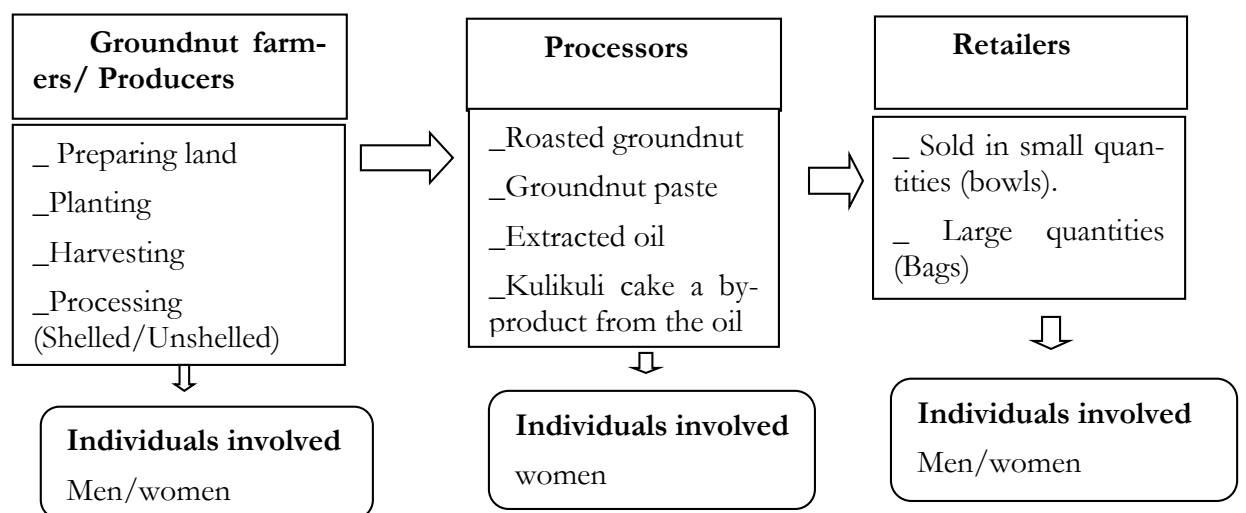 Groundnut farm-
ers/ Producers
_ Preparing land
_Planting
_Harvesting
_Processing
(Shelled/Unshelled)
Individuals involved
Men/women
Processors
_Roasted groundnut
_Groundnut paste
_Extracted oil
_Kulikuli cake a by-
product from the oil
Individuals involved
women
Retailers
_ Sold in small quan-
tities (bowls).
_ Large quantities
(Bags)
Individuals involved
Men/women